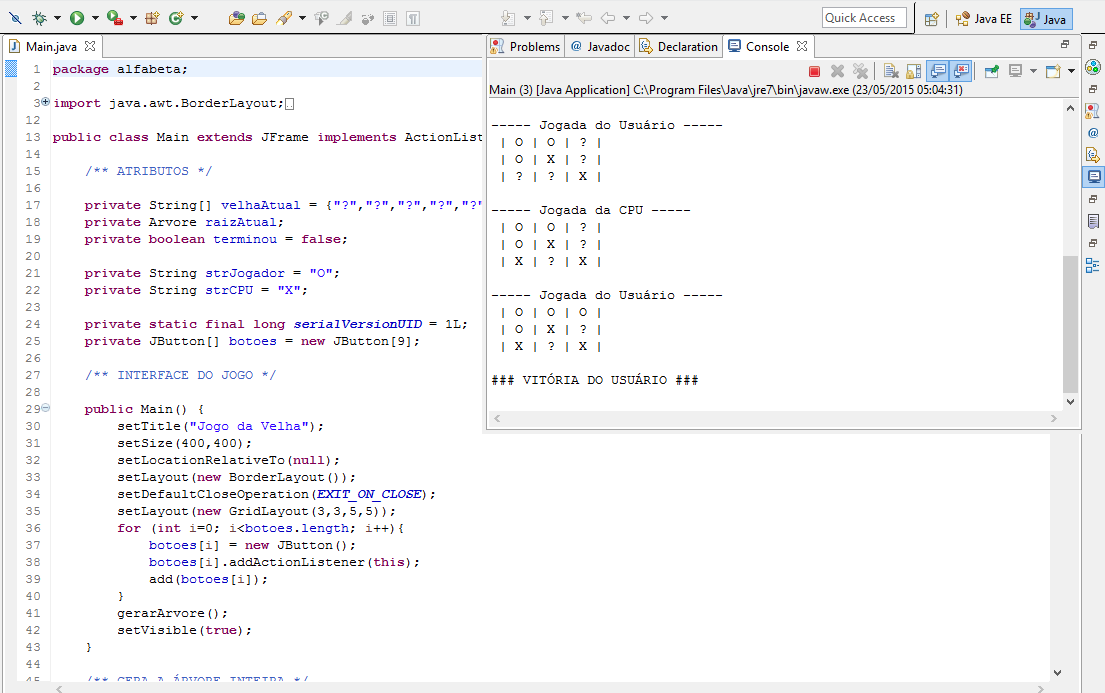 Quick Access
Java EE
Java
Main.java
1 package alfabeta;
2
3 import java.awt.BorderLayout;
12
13 public class Main extends JFrame implements ActionList
14
15 /** ATRIBUTOS */
16
17 private String[] velhaAtual = {"?","?","?","?","?"
18 private Arvore raizAtual;
19 private boolean terminou = false;
20
21 private String strJogador = "O";
22 private String strCPU = "X";
23
24 private static final long serialVersionUID = 1L;
25 private JButton[] botoes = new JButton[9];
26
27 /** INTERFACE DO JOGO */
28
29 public Main() {
30 setTitle("Jogo da Velha");
31 setSize(400,400);
32 setLocationRelativeTo(null);
33 setLayout(new BorderLayout());
34 setDefaultCloseOperation(EXIT_ON_CLOSE);
35 setLayout(new GridLayout(3,3,5,5));
36 for (int i=0; i<botoes.length; i++){
37 botoes[i] = new JButton();
38 botoes[i].addActionListener(this);
39 add(botoes[i]);
40 }
41 gerarArvore();
42 setVisible(true);
43 }
44
45 /** GERA A ÁRVORE INTEIRA */
Problems @ Javadoc Declaration Console
Main (3) [Java Application] C:\Program Files\Java\jre7\bin\javaw.exe (23/05/2015 05:04:31)
----- Jogada do Usuário -----
| O | O | ? |
| O | X | ? |
| ? | ? | X |
----- Jogada da CPU -----
| O | O | ? |
| O | X | ? |
| X | ? | X |
----- Jogada do Usuário -----
| O | O | O |
| O | X | ? |
| X | ? | X |
### VITÓRIA DO USUÁRIO ###